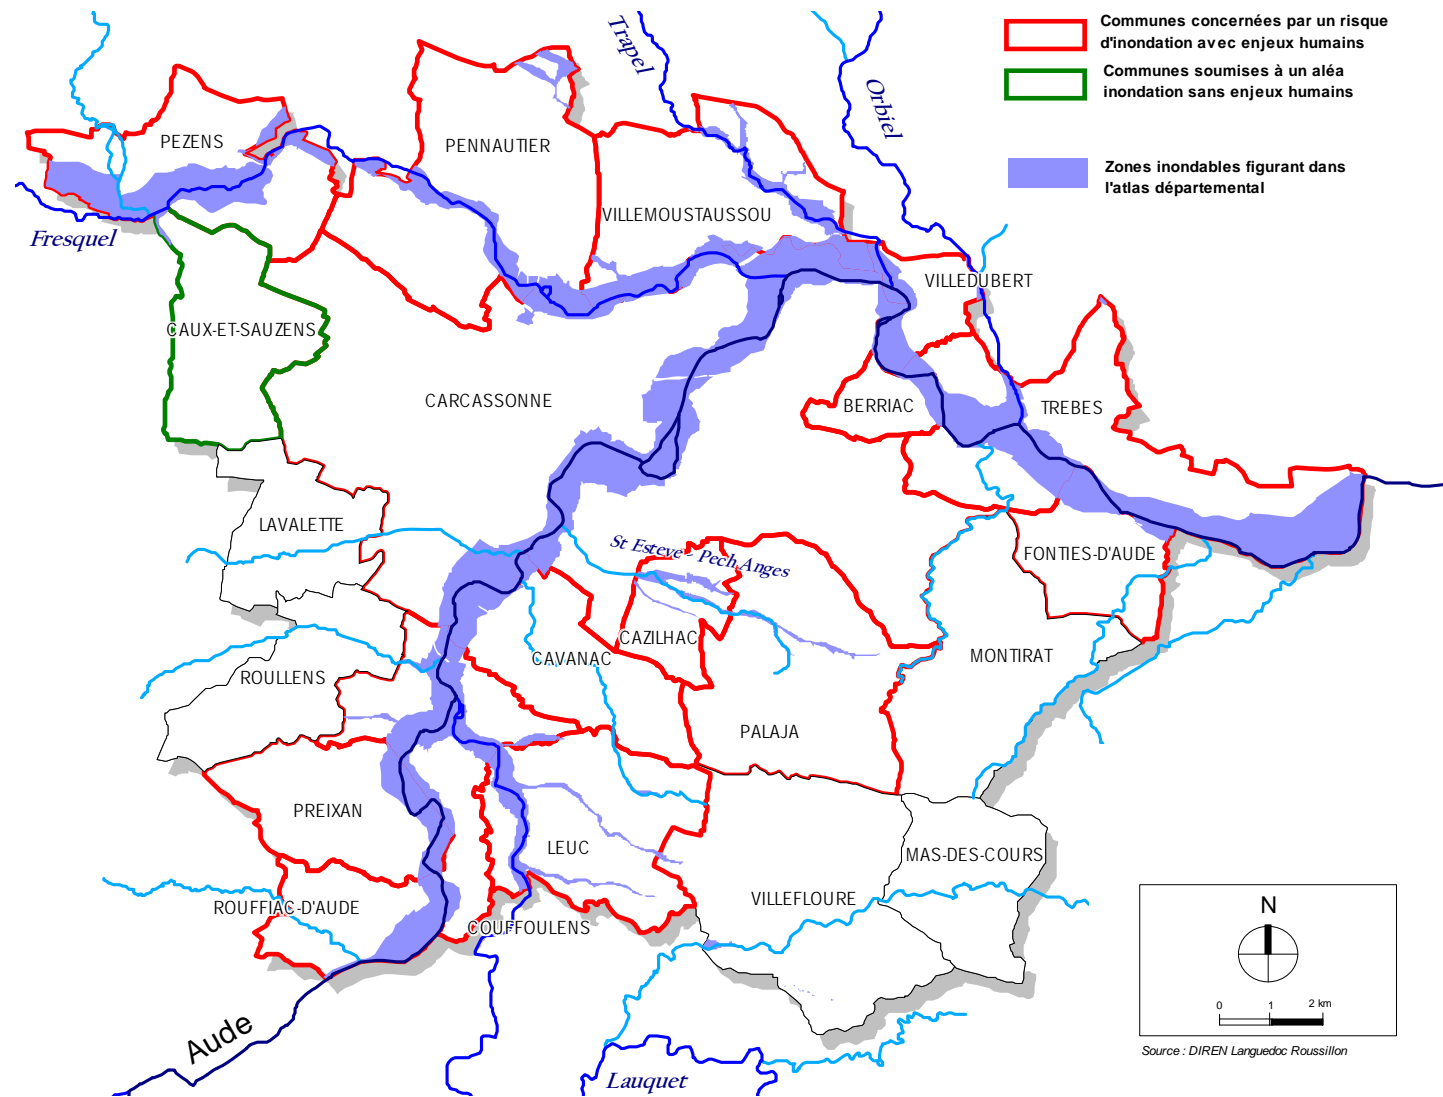 Communes concernées par un risque
d'inondation avec enjeux humains
Communes soumises à un aléa
inondation sans enjeux humains
Zones inondables figurant dans
l'atlas départemental
Trapel
Orbiel
PEZENS
PENNAUTIER
VILLEMOUSTAUSSOU
Fresquel
VILLEDUBERT
CAUX-ET-SAUZENS
CARCASSONNE
BERRIAC
TREBES
LAVALETTE
St Esteve - Pech Anges
FONTIES-D'AUDE
CAZILHAC
CAVANAC
MONTIRAT
ROULLENS
PALAJA
PREIXAN
LEUC
MAS-DES-COURS
VILLEFLOURE
ROUFFIAC-D'AUDE
COUFFOULENS
N
0 1 2 km
Aude
Source : DIREN Languedoc Roussillon
Lauquet